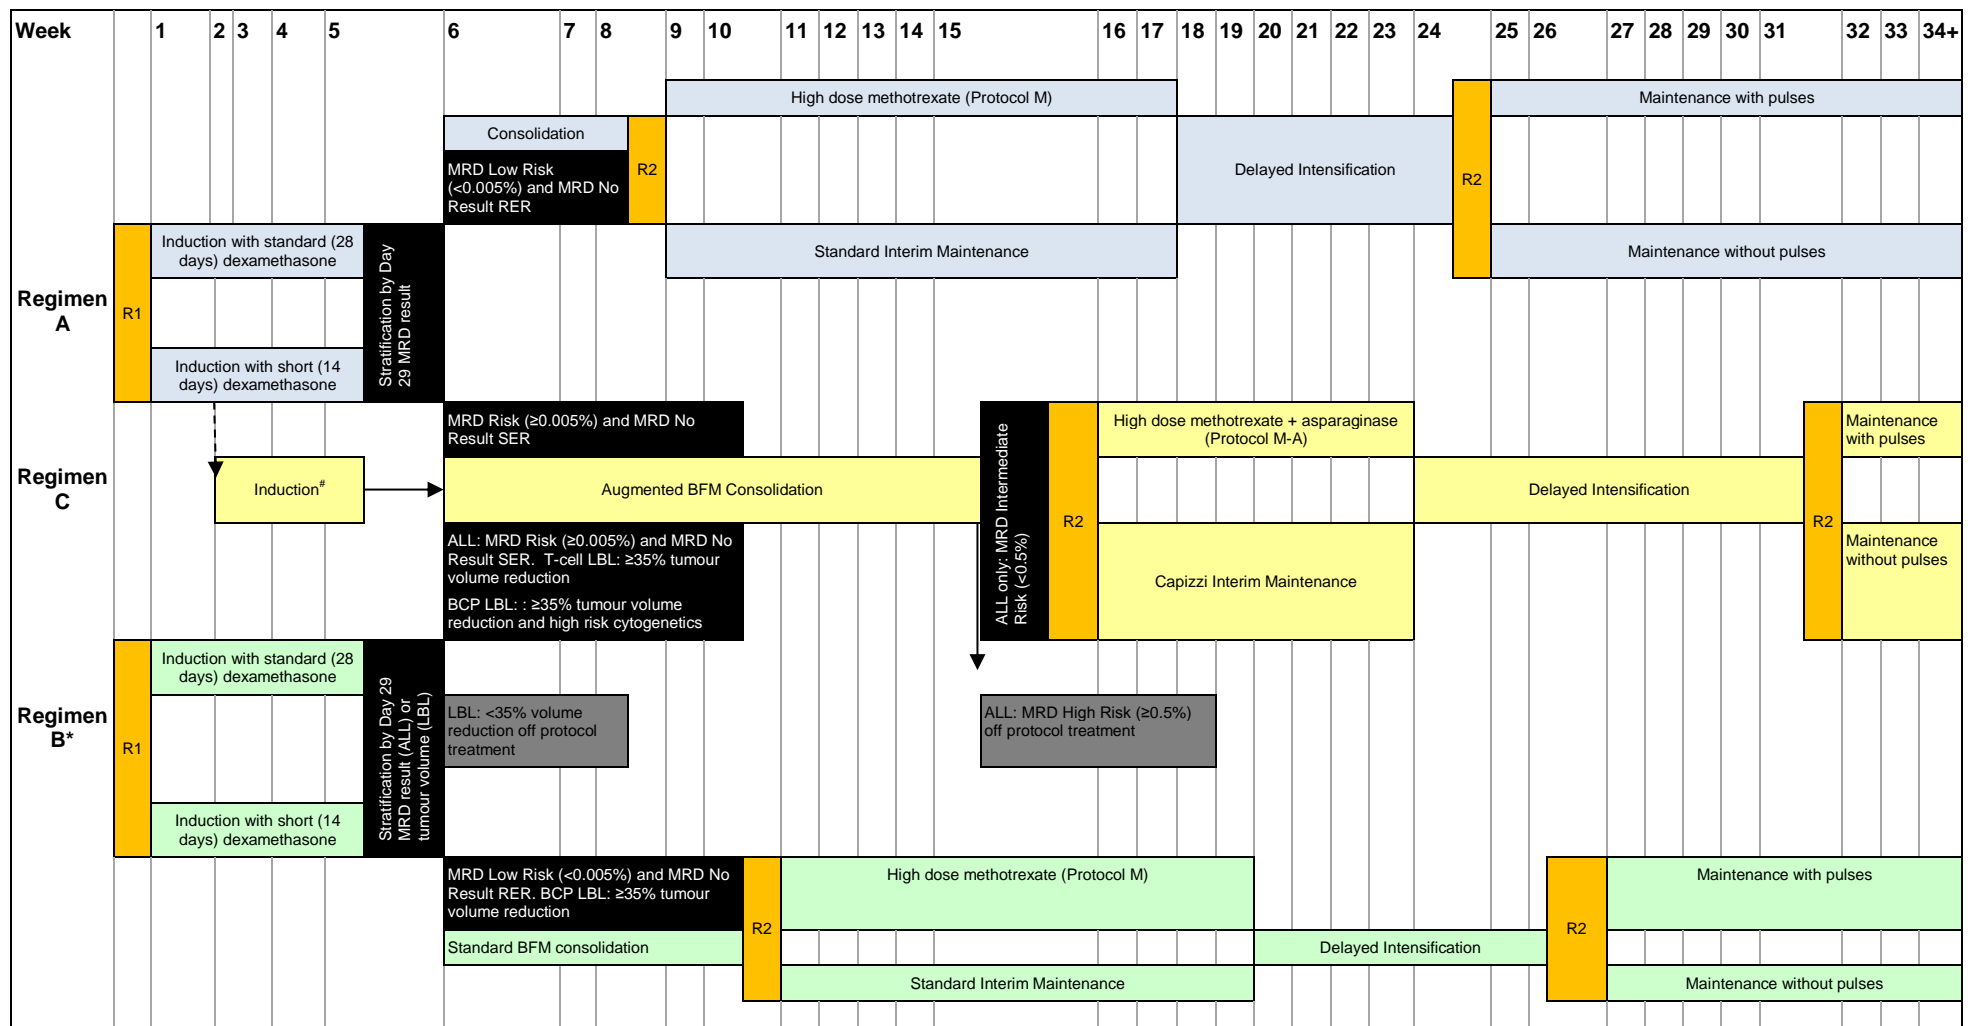 Week 1 2 3 4 5 6 7 8 9 10 11 12 13 14 15 16 17 18 19 20 21 22 23 24 25 26 27 28 29 30 31 32 33 34+
High dose methotrexate (Protocol M)
Maintenance with pulses
Consolidation
MRD Low Risk
(<0.005%) and MRD No
Result RER
R2
Delayed Intensification
R2
Standard Interim Maintenance
Maintenance without pulses
Regimen
A
R1
Induction with standard (28
days) dexamethasone
Induction with short (14
days) dexamethasone
Stratification by Day
29 MRD result
MRD Risk (≥0.005%) and MRD No
Result SER
Regimen
C
Induction#
Augmented BFM Consolidation
ALL: MRD Risk (≥0.005%) and MRD No
Result SER. T-cell LBL: ≥35% tumour
volume reduction
BCP LBL: : ≥35% tumour volume
reduction and high risk cytogenetics
ALL only: MRD Intermediate
Risk (<0.5%)
R2
High dose methotrexate + asparaginase
(Protocol M-A)
Capizzi Interim Maintenance
Delayed Intensification
R2
Maintenance
with pulses
Maintenance
without pulses
Regimen
B*
R1
Induction with standard (28
days) dexamethasone
Induction with short (14
days) dexamethasone
Stratification by Day 29
MRD result (ALL) or
tumour volume (LBL)
LBL: <35% volume
reduction off protocol
treatment
ALL: MRD High Risk (≥0.5%)
off protocol treatment
MRD Low Risk (<0.005%) and MRD No
Result RER. BCP LBL: ≥35% tumour
volume reduction
Standard BFM consolidation
R2
High dose methotrexate (Protocol M)
Standard Interim Maintenance
Delayed Intensification
R2
Maintenance with pulses
Maintenance without pulses